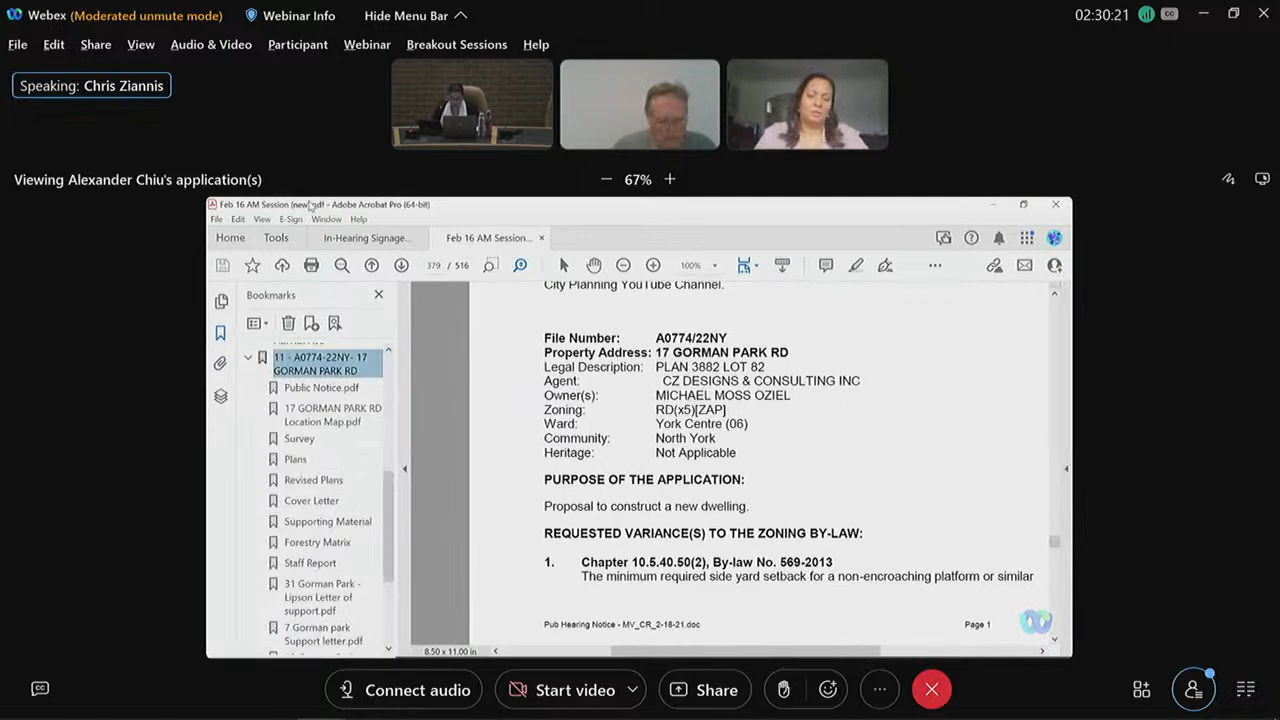 Webex (Moderated unmute mode) Webinar Info Hide Menu Bar 02:30:21
File Edit Share View Audio & Video Participant Webinar Breakout Sessions Help
Speaking: Chris Ziannis
Viewing Alexander Chiu's application(s) 67%
Feb 16 AM Session (new).pdf - Adobe Acrobat Pro (64-bit)
File Edit View E-Sign Window Help
Home Tools In-Hearing Signage... Feb 16 AM Session...
379 / 516 100%
Bookmarks
11 - A0774-22NY- 17
GORMAN PARK RD
Public Notice.pdf
17 GORMAN PARK RD
Location Map.pdf
Survey
Plans
Revised Plans
Cover Letter
Supporting Material
Forestry Matrix
Staff Report
31 Gorman Park -
Lipson Letter of
support.pdf
7 Gorman park
Support letter.pdf
City Planning YouTube Channel.
File Number: A0774/22NY
Property Address: 17 GORMAN PARK RD
Legal Description: PLAN 3882 LOT 82
Agent: CZ DESIGNS & CONSULTING INC
Owner(s): MICHAEL MOSS OZIEL
Zoning: RD(x5)[ZAP]
Ward: York Centre (06)
Community: North York
Heritage: Not Applicable
PURPOSE OF THE APPLICATION:
Proposal to construct a new dwelling.
REQUESTED VARIANCE(S) TO THE ZONING BY-LAW:
1. Chapter 10.5.40.50(2), By-law No. 569-2013
The minimum required side yard setback for a non-encroaching platform or similar
Pub Hearing Notice - MV_CR_2-18-21.doc Page 1
8.50 x 11.00 in
Connect audio Start video Share